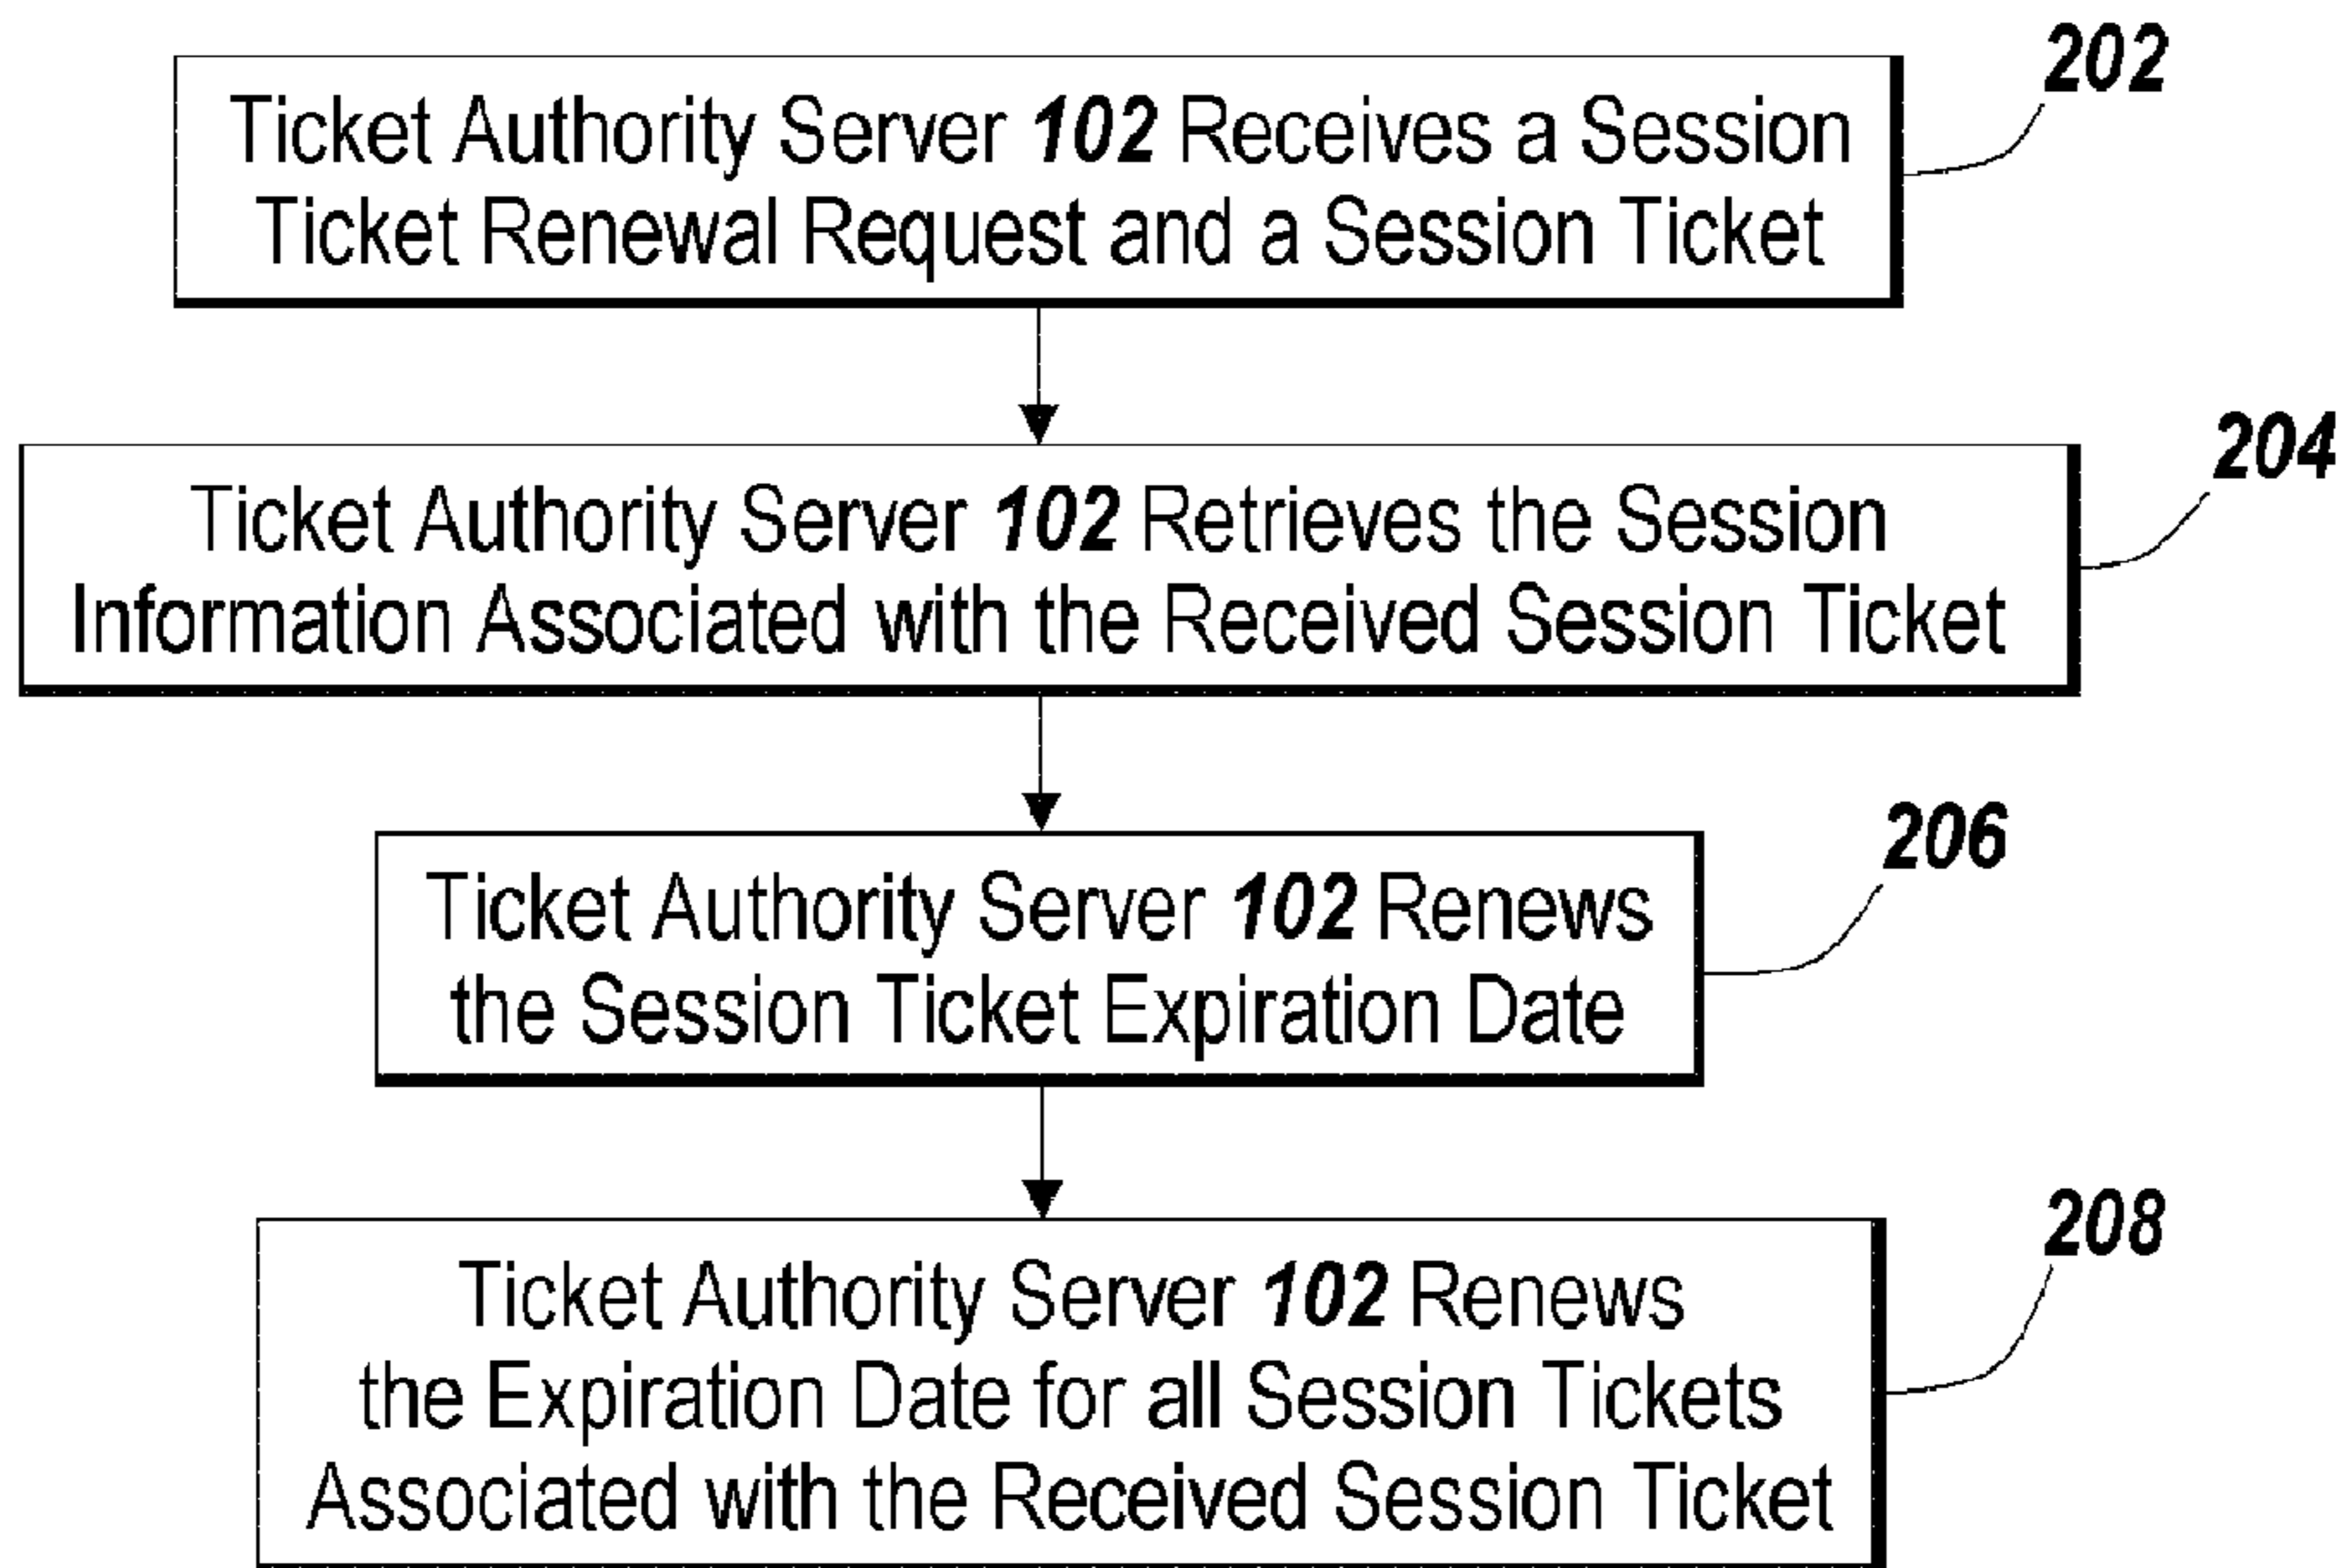 202
Ticket Authority Server 102 Receives a Session
Ticket Renewal Request and a Session Ticket
204
Ticket Authority Server 102 Retrieves the Session
Information Associated with the Received Session Ticket
206
Ticket Authority Server 102 Renews
the Session Ticket Expiration Date
208
Ticket Authority Server 102 Renews
the Expiration Date for all Session Tickets
Associated with the Received Session Ticket